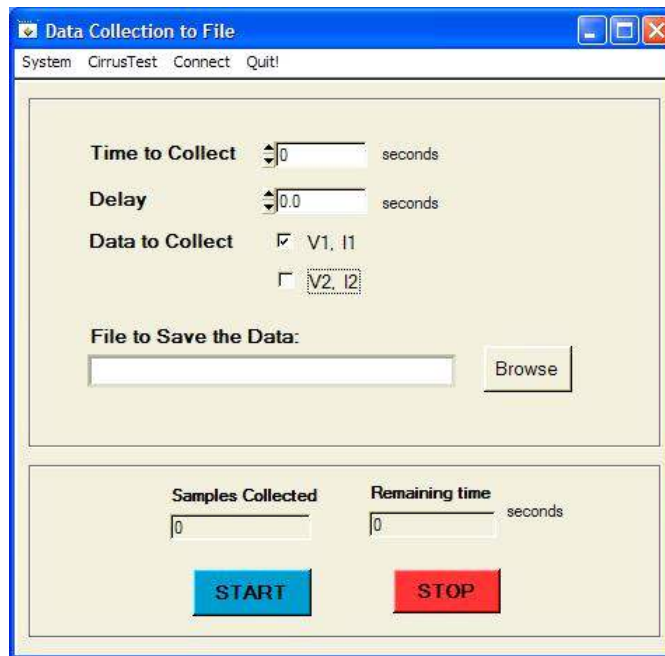 Data Collection to File
System CirrusTest Connect Quit!
Time to Collect 0 seconds
Delay 0.0 seconds
Data to Collect V1, I1
V2, I2
File to Save the Data:
Browse
Samples Collected Remaining time
0 0 seconds
START STOP